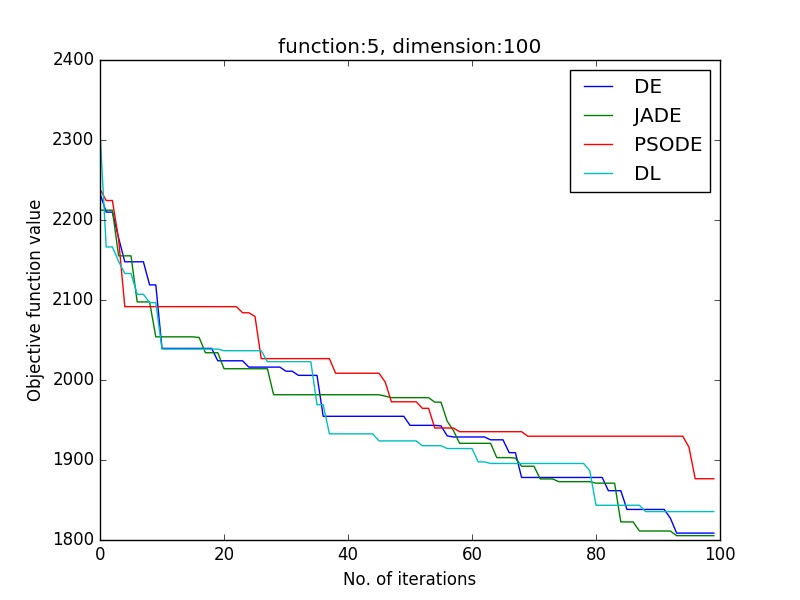 function:5, dimension:100
2400
2300
2200
2100
2000
1900
1800
Objective function value
0
20
40
60
80
100
No. of iterations
DE
JADE
PSODE
DL